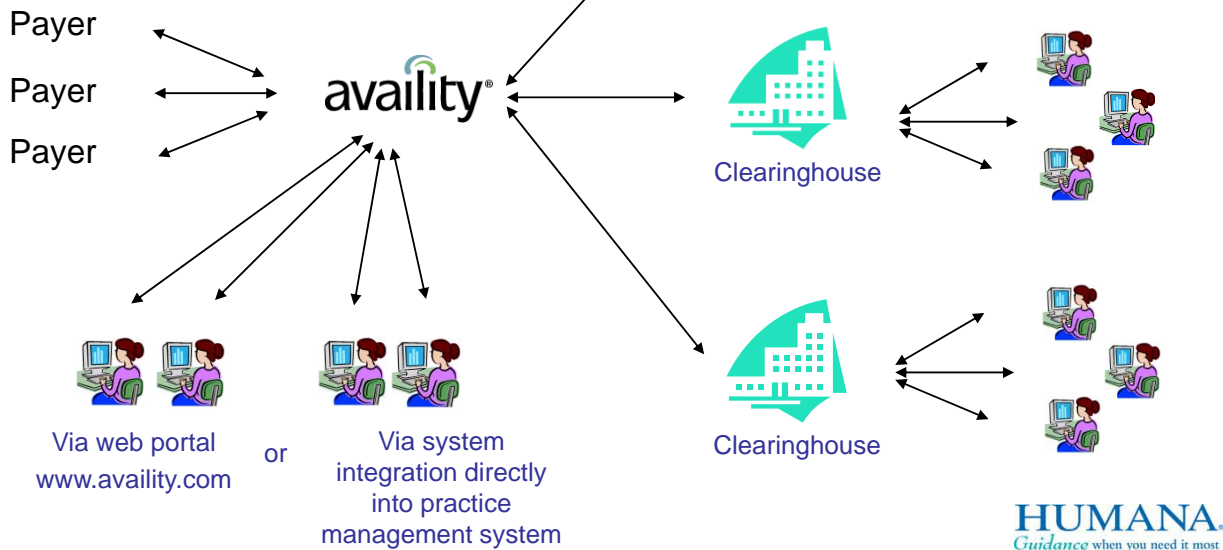 Payer
Payer
Payer
availity®
Clearinghouse
Clearinghouse
Via web portal
www.availity.com
or
Via system
integration directly
into practice
management system
HUMANA.
Guidance when you need it most